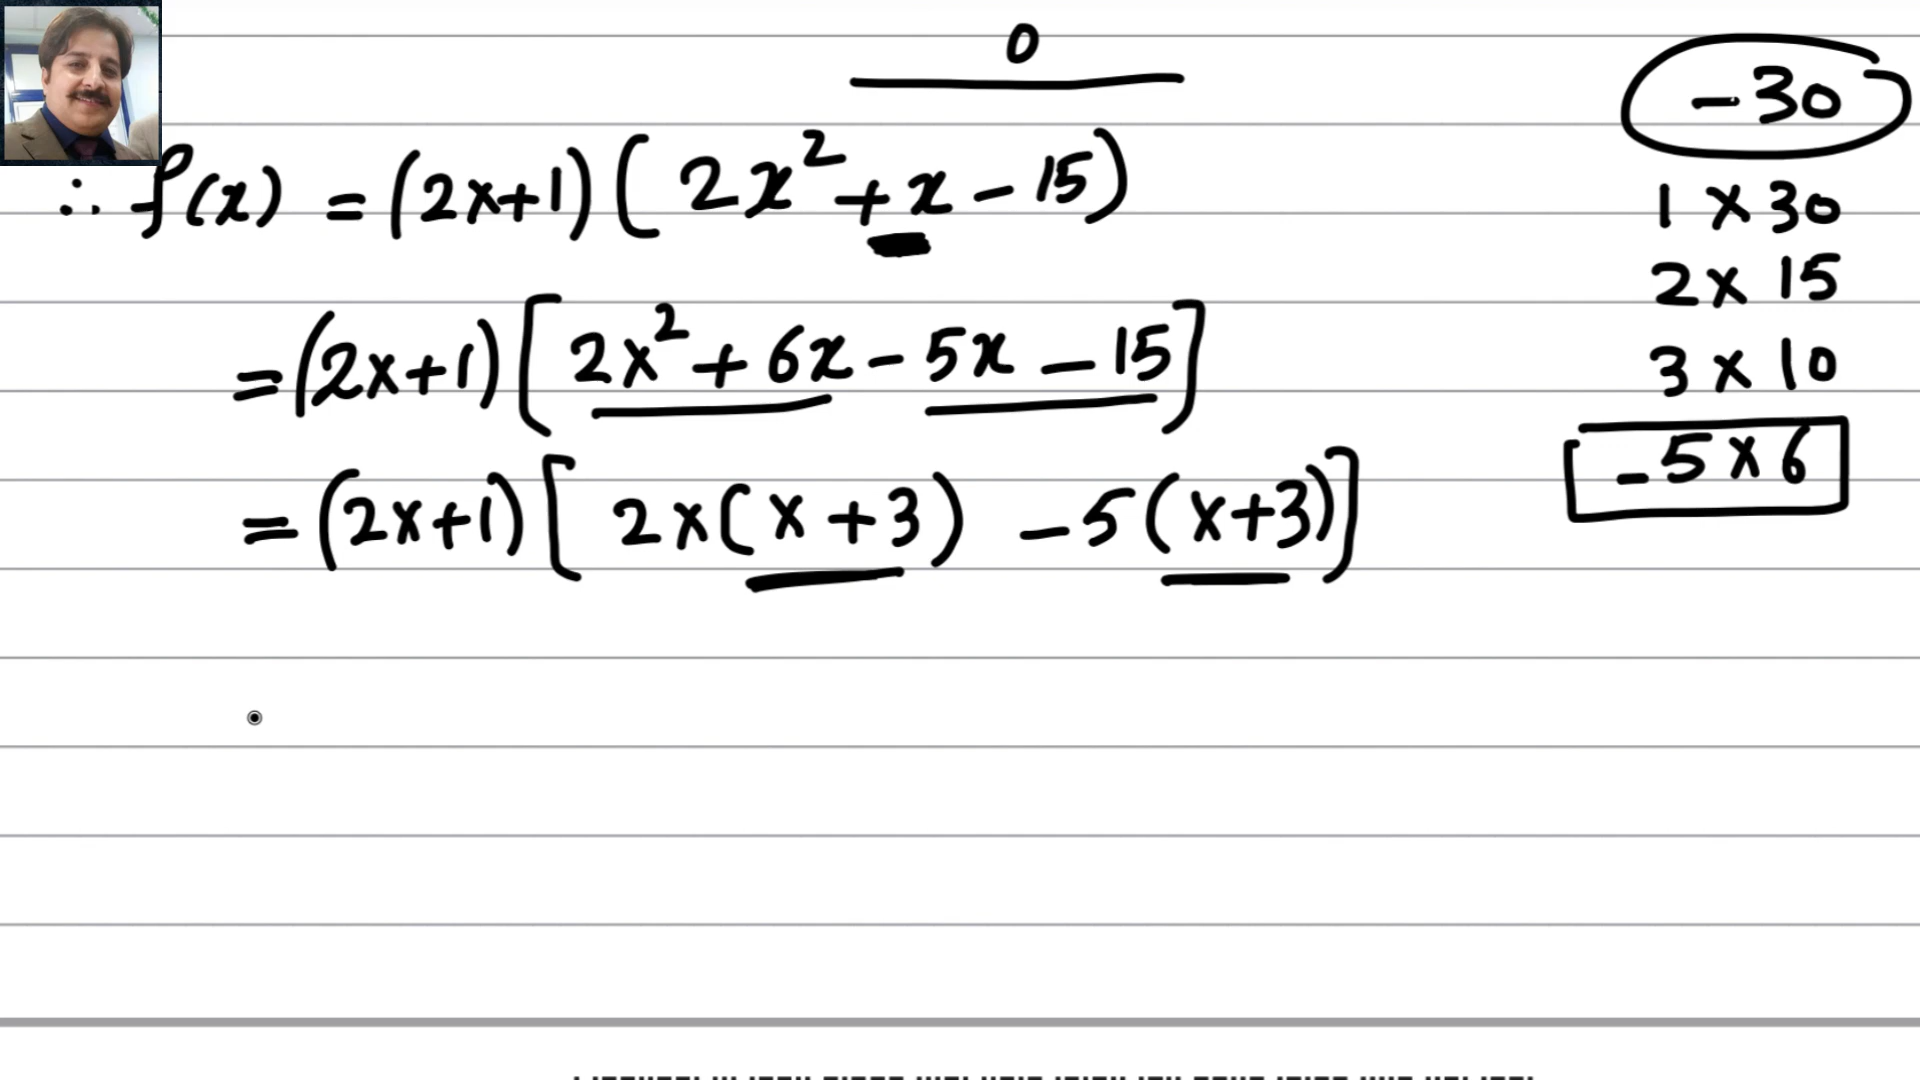 0
∴ f(x) = (2x+1)(2x²+x-15)
= (2x+1)[2x²+6x-5x-15]
= (2x+1)[2x(x+3) -5(x+3)]
-30
1 x 30
2 x 15
3 x 10
-5 x 6